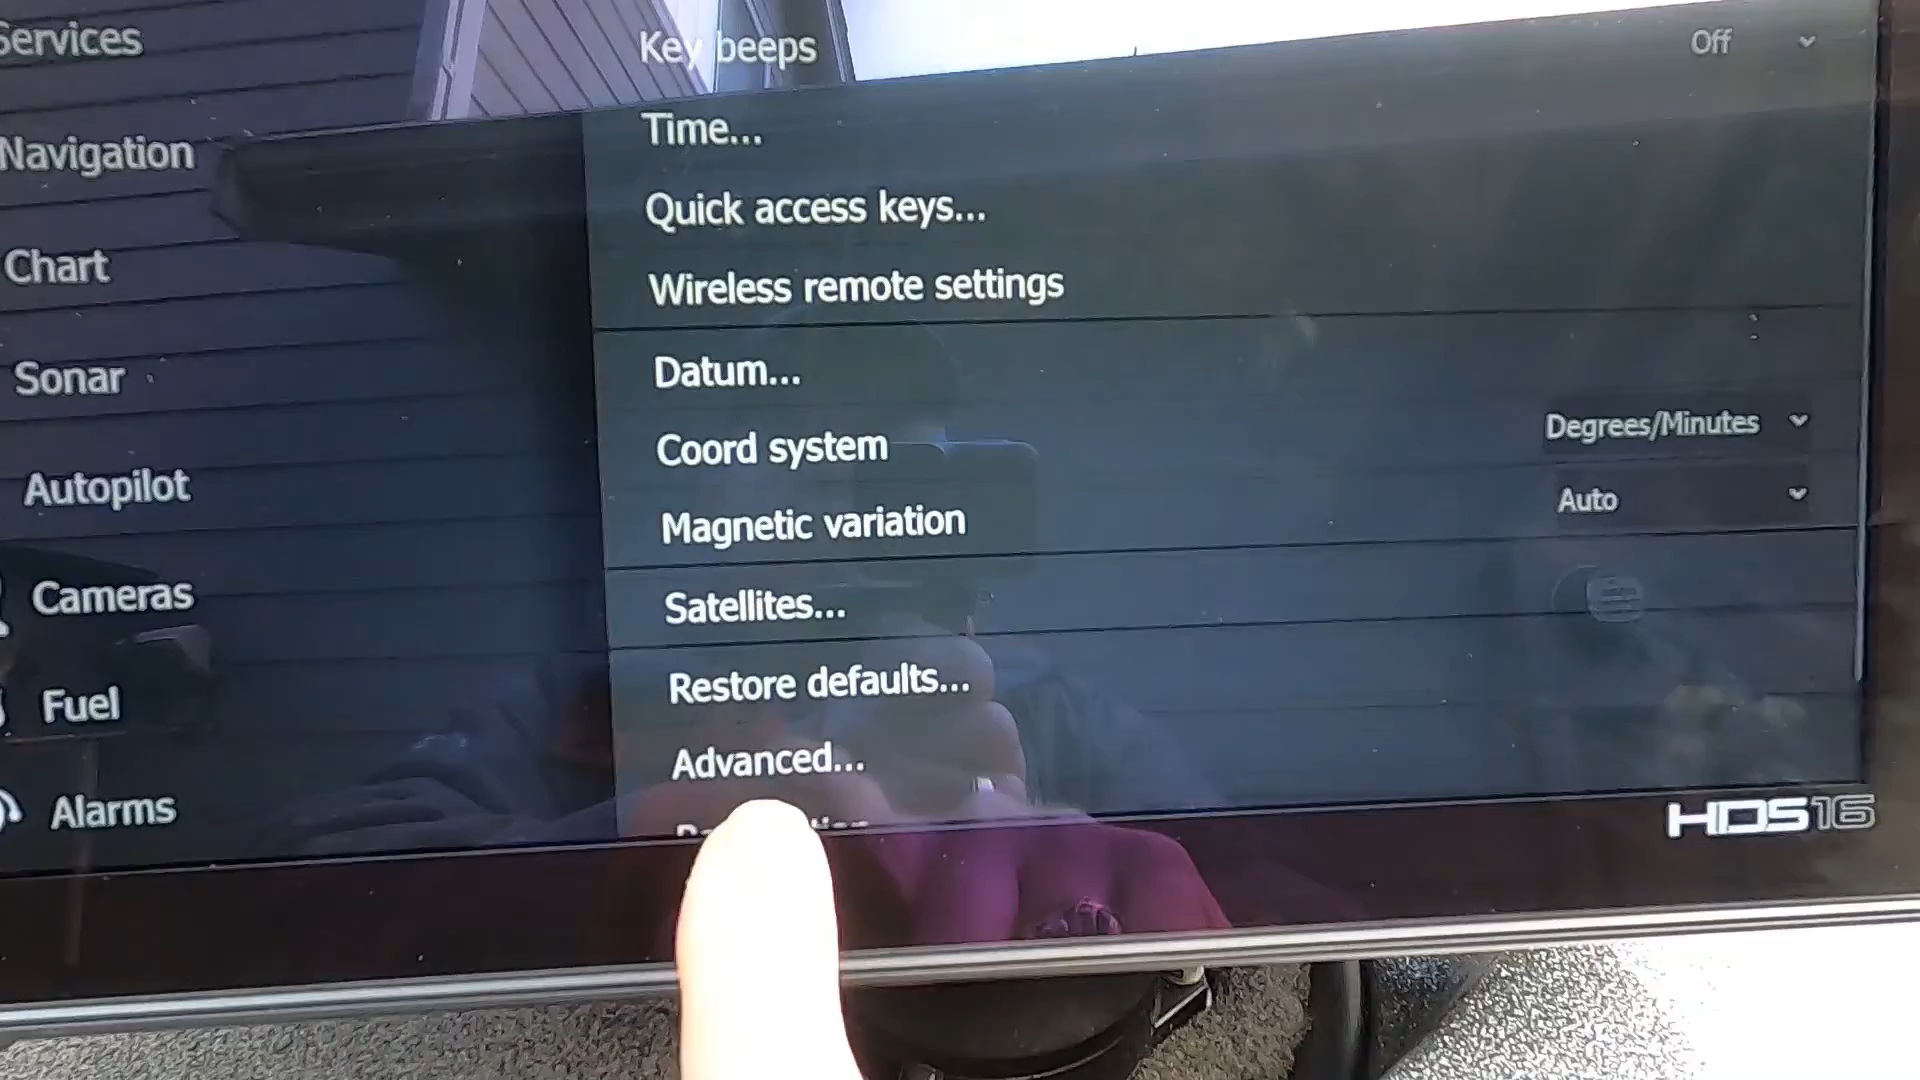 Services
Navigation
Chart
Sonar
Autopilot
Cameras
Fuel
Alarms
Key beeps Off
Time...
Quick access keys...
Wireless remote settings
Datum...
Coord system Degrees/Minutes
Magnetic variation Auto
Satellites...
Restore defaults...
Advanced...
HDS16